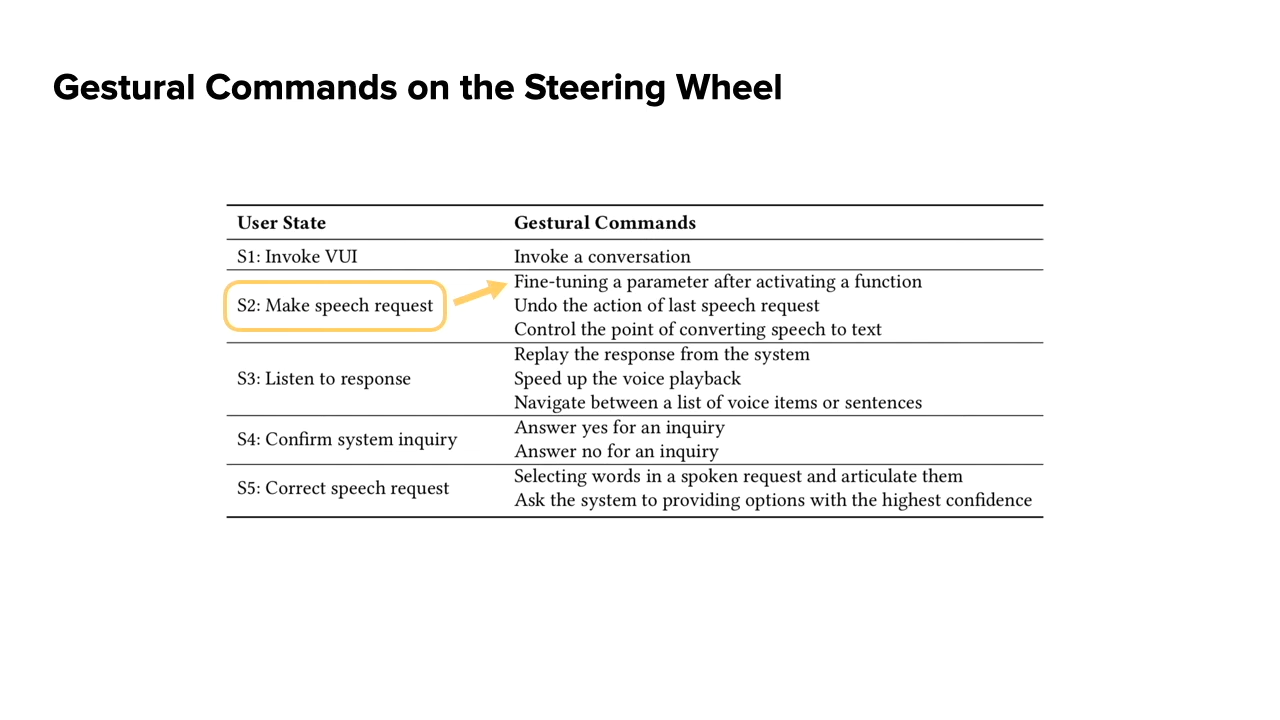 Gestural Commands on the Steering Wheel
User State Gestural Commands
S1: Invoke VUI Invoke a conversation
S2: Make speech request Fine-tuning a parameter after activating a function
Undo the action of last speech request
Control the point of converting speech to text
S3: Listen to response Replay the response from the system
Speed up the voice playback
Navigate between a list of voice items or sentences
S4: Confirm system inquiry Answer yes for an inquiry
Answer no for an inquiry
S5: Correct speech request Selecting words in a spoken request and articulate them
Ask the system to providing options with the highest confidence